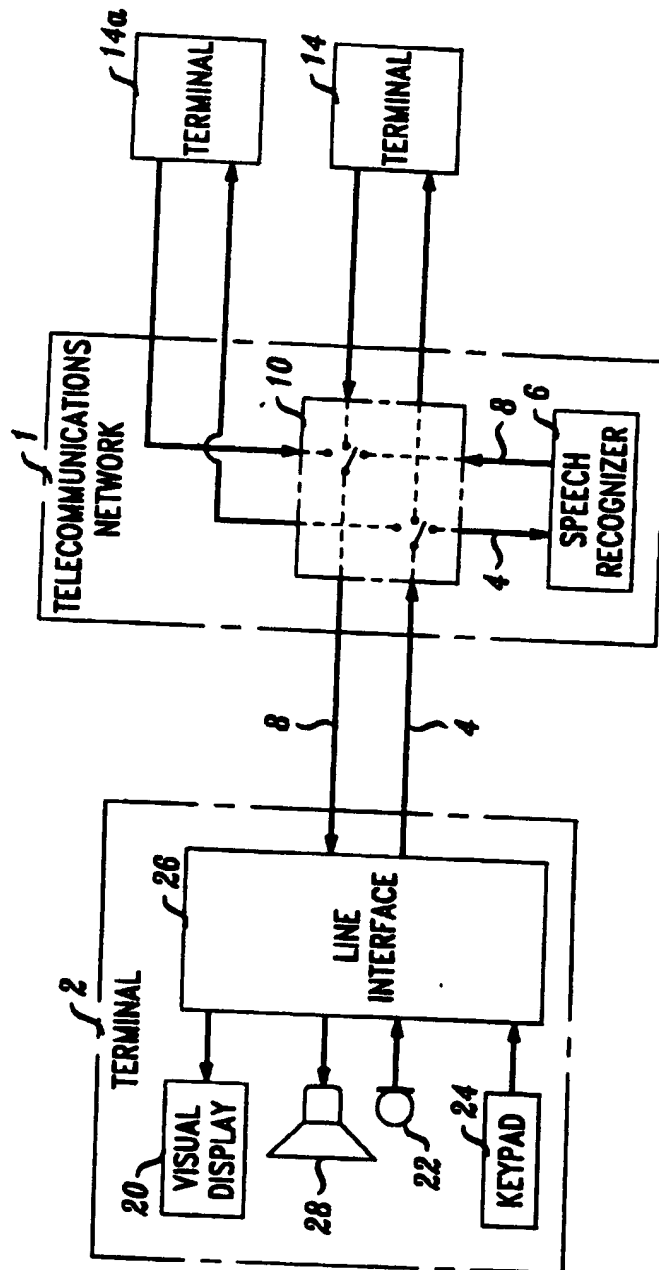 2
TERMINAL
20
VISUAL
DISPLAY
28
22
24
KEYPAD
26
LINE
INTERFACE
8
4
1
TELECOMMUNICATIONS
NETWORK
10
8
4
6
SPEECH
RECOGNIZER
14a
TERMINAL
14
TERMINAL